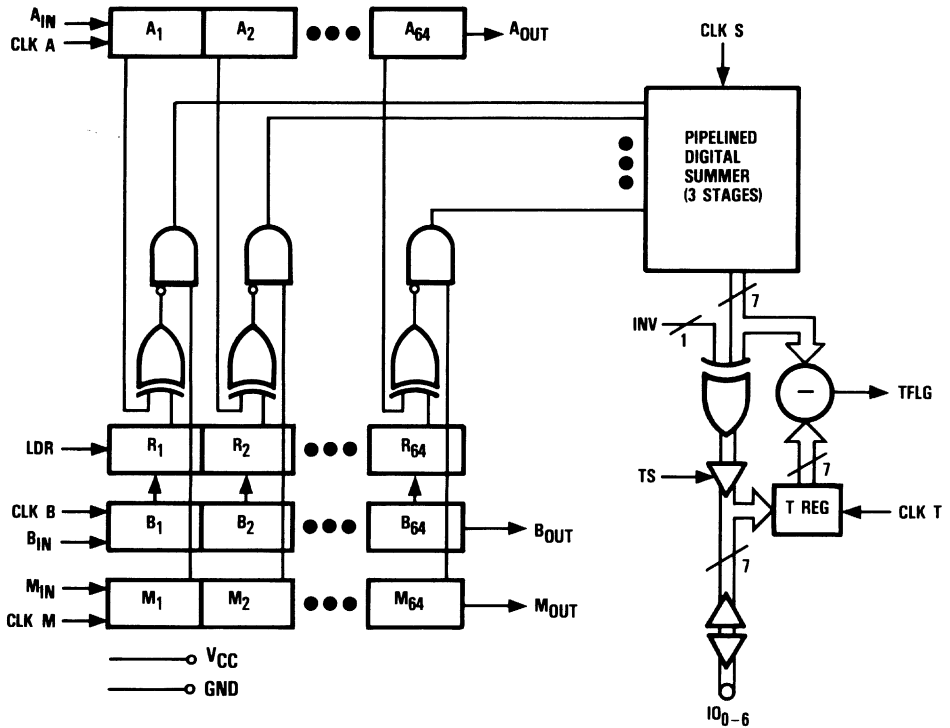 A_IN
CLK A
A_1 A_2 A_64
A_OUT
CLK S
PIPELINED
DIGITAL
SUMMER
(3 STAGES)
7
INV
1
−
TFLG
LDR
R_1 R_2 R_64
TS
7
T REG
CLK T
CLK B
B_IN
B_1 B_2 B_64
B_OUT
7
M_IN
CLK M
M_1 M_2 M_64
M_OUT
V_CC
GND
IO_0–6